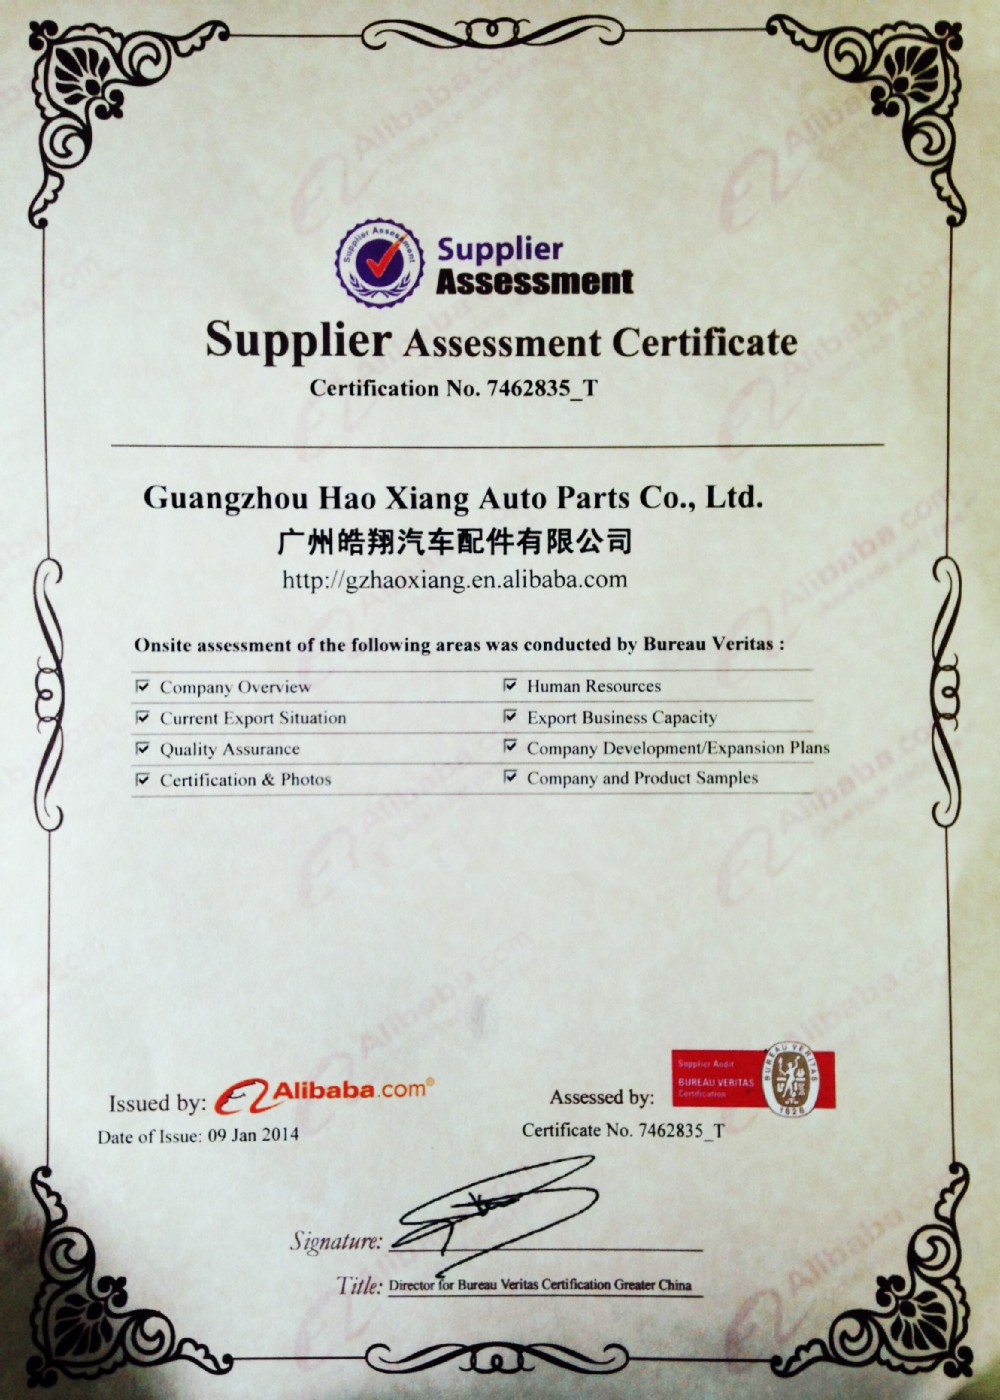 Supplier Assessment
Supplier
Assessment
Supplier Assessment Certificate
Certification No. 7462835_T
Guangzhou Hao Xiang Auto Parts Co., Ltd.
广州皓翔汽车配件有限公司
http://gzhaoxiang.en.alibaba.com
Onsite assessment of the following areas was conducted by Bureau Veritas :
Company Overview
Human Resources
Current Export Situation
Export Business Capacity
Quality Assurance
Company Development/Expansion Plans
Certification & Photos
Company and Product Samples
Issued by: Alibaba.com®
Date of Issue: 09 Jan 2014
Assessed by:
Supplier Audit
BUREAU VERITAS
Certification
BUREAU VERITAS
1828
Certificate No. 7462835_T
Signature:
Title: Director for Bureau Veritas Certification Greater China